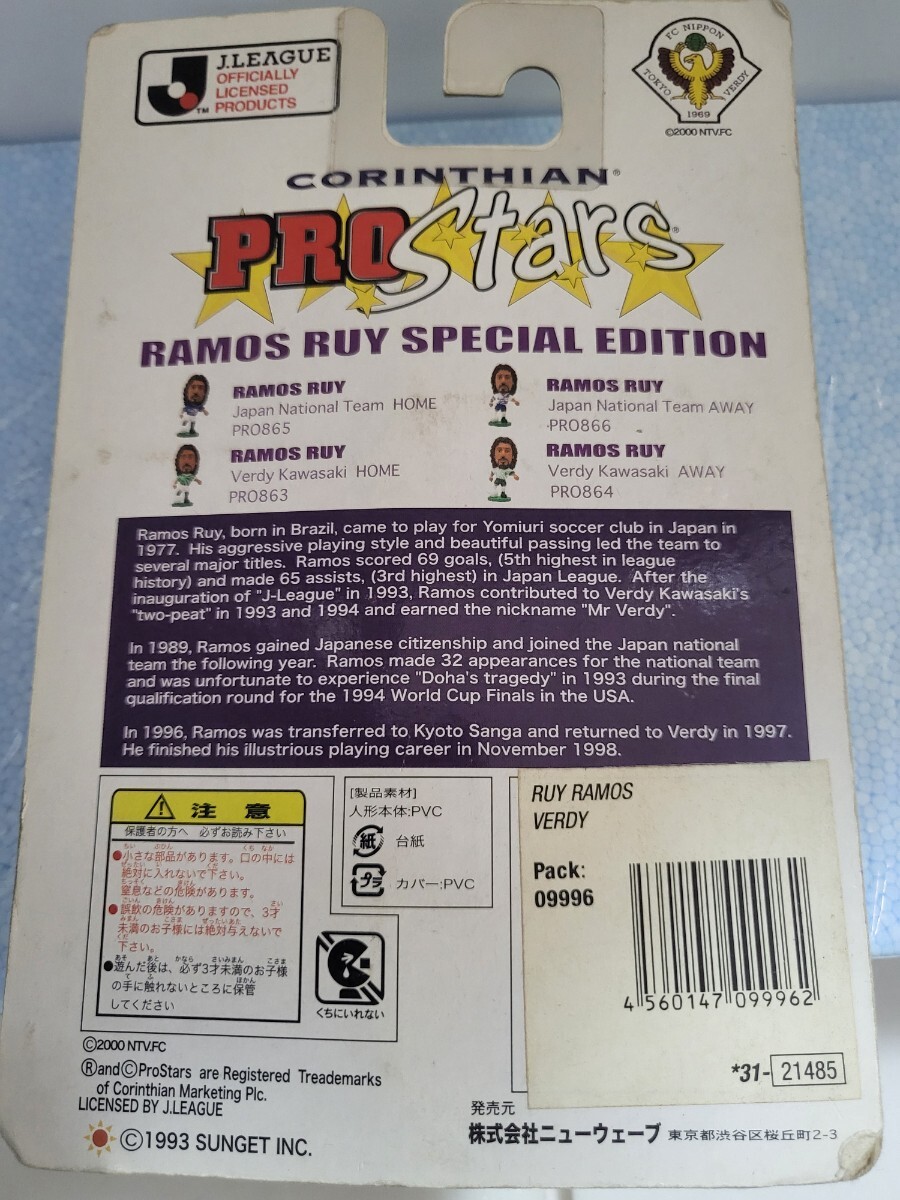 J.LEAGUE
OFFICIALLY
LICENSED
PRODUCTS
TM
FC NIPPON
TOKYO VERDY
1969
©2000 NTV.FC
CORINTHIAN®
PRO Stars®
RAMOS RUY SPECIAL EDITION
RAMOS RUY
Japan National Team HOME
PRO865
RAMOS RUY
Japan National Team AWAY
PRO866
RAMOS RUY
Verdy Kawasaki HOME
PRO863
RAMOS RUY
Verdy Kawasaki AWAY
PRO864
Ramos Ruy, born in Brazil, came to play for Yomiuri soccer club in Japan in
1977. His aggressive playing style and beautiful passing led the team to
several major titles. Ramos scored 69 goals, (5th highest in league
history) and made 65 assists, (3rd highest) in Japan League. After the
inauguration of "J-League" in 1993, Ramos contributed to Verdy Kawasaki's
"two-peat" in 1993 and 1994 and earned the nickname "Mr Verdy".
In 1989, Ramos gained Japanese citizenship and joined the Japan national
team the following year. Ramos made 32 appearances for the national team
and was unfortunate to experience "Doha's tragedy" in 1993 during the final
qualification round for the 1994 World Cup Finals in the USA.
In 1996, Ramos was transferred to Kyoto Sanga and returned to Verdy in 1997.
He finished his illustrious playing career in November 1998.
注意
保護者の方へ 必ずお読み下さい
●小さな部品があります。口の中には
絶対に入れないで下さい。
窒息などの危険があります。
●誤飲の危険がありますので、3才
未満のお子様には絶対与えないで
下さい。
●遊んだ後は、必ず3才未満のお子様
の手に触れないところに保管
してください
[製品素材]
人形本体:PVC
紙 台紙
プラ カバー:PVC
くちにいれない
RUY RAMOS
VERDY
Pack:
09996
4 560147 099962
*31-21485
©2000 NTV.FC
®and©ProStars are Registered Treademarks
of Corinthian Marketing Plc.
LICENSED BY J.LEAGUE
©1993 SUNGET INC.
発売元
株式会社ニューウェーブ 東京都渋谷区桜丘町2-3